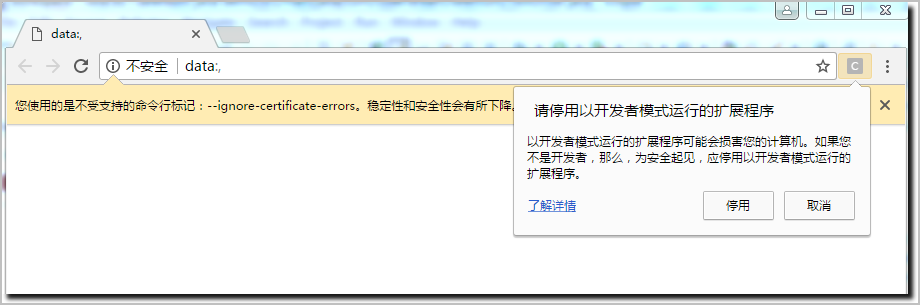 data:,
不安全 data:,
C
您使用的是不受支持的命令行标记：--ignore-certificate-errors。稳定性和安全性会有所下降。
请停用以开发者模式运行的扩展程序
以开发者模式运行的扩展程序可能会损害您的计算机。如果您
不是开发者，那么，为安全起见，应停用以开发者模式运行的
扩展程序。
了解详情 停用 取消